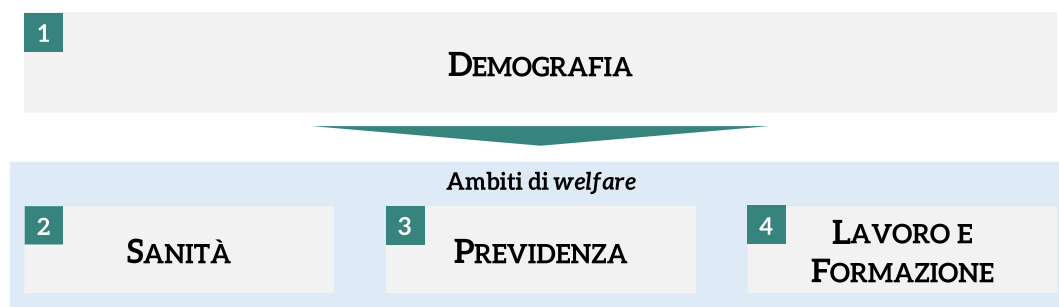 1
DEMOGRAFIA
Ambiti di welfare
2
SANITÀ
3
PREVIDENZA
4
LAVORO E
FORMAZIONE